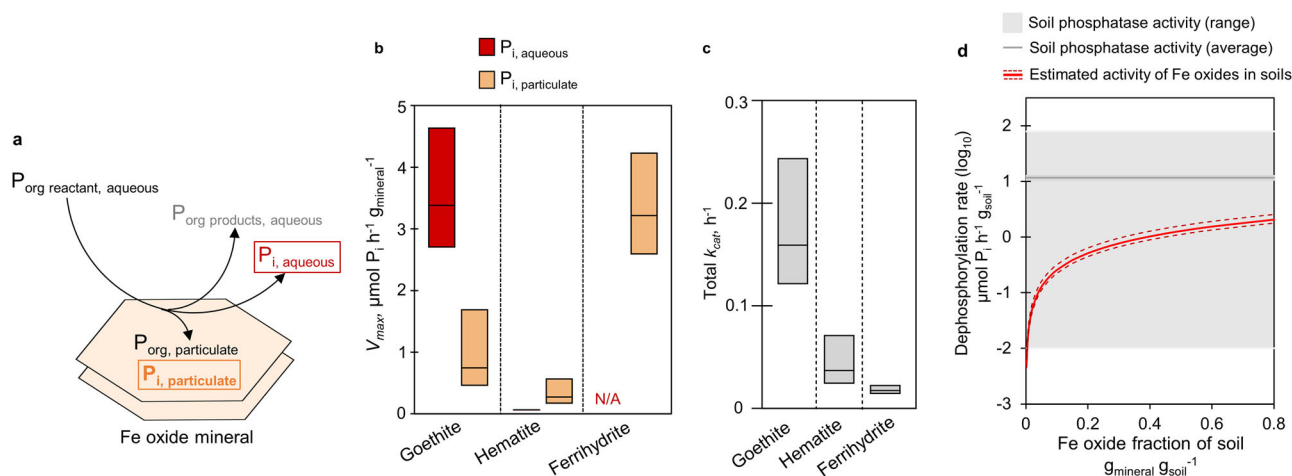 a
P_org reactant, aqueous
P_org products, aqueous
P_i, aqueous
P_org, particulate
P_i, particulate
Fe oxide mineral
b
P_i, aqueous
P_i, particulate
V_max, µmol P_i h^-1 g_mineral^-1
5
4
3
2
1
0
N/A
Goethite
Hematite
Ferrihydrite
c
Total k_cat, h^-1
0.3
0.2
0.1
0
Goethite
Hematite
Ferrihydrite
d
Soil phosphatase activity (range)
Soil phosphatase activity (average)
Estimated activity of Fe oxides in soils
Dephosphorylation rate (log_10)
µmol P_i h^-1 g_soil^-1
2
1
0
-1
-2
-3
0
0.2
0.4
0.6
0.8
Fe oxide fraction of soil
g_mineral g_soil^-1